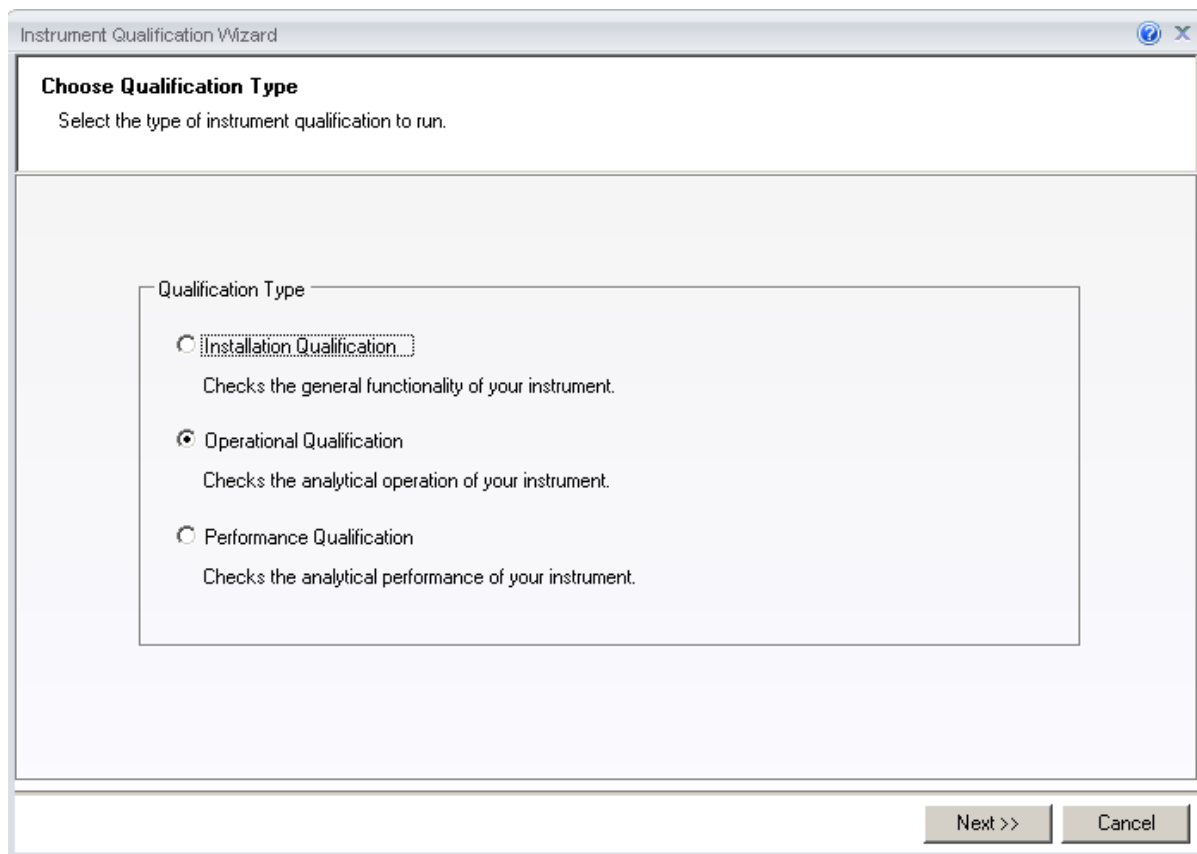 Instrument Qualification Wizard
Choose Qualification Type
Select the type of instrument qualification to run.
Qualification Type
Installation Qualification
Checks the general functionality of your instrument.
Operational Qualification
Checks the analytical operation of your instrument.
Performance Qualification
Checks the analytical performance of your instrument.
Next >> Cancel